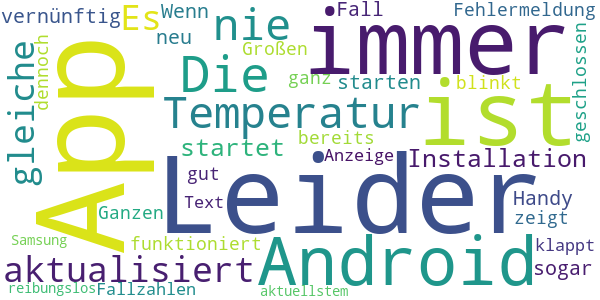 vernünftig
Es
Wenn
neu
nie
Fall
immer
Fehlermeldung
Großen
gleiche
dennoch
App
Die
ganz
starten
blinkt
ist
geschlossen
Temperatur
startet
bereits
Anzeige
Installation
gut
Leider
Text
Handy
zeigt
Ganzen
Samsung
funktioniert
Android
klappt
sogar
aktualisiert
reibungslos
Fallzahlen
aktuellstem